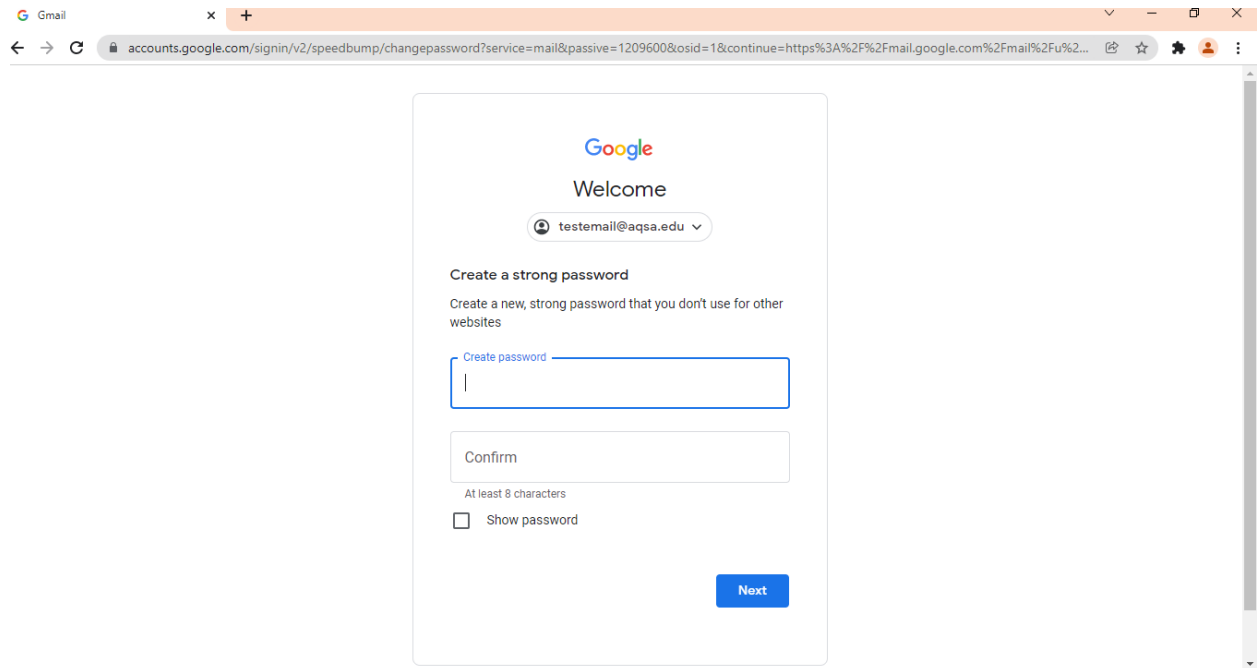 Gmail
accounts.google.com/signin/v2/speedbump/changepassword?service=mail&passive=1209600&osid=1&continue=https%3A%2F%2Fmail.google.com%2Fmail%2Fu%2...
Google
Welcome
testemail@aqsa.edu
Create a strong password
Create a new, strong password that you don't use for other
websites
Create password
Confirm
At least 8 characters
Show password
Next